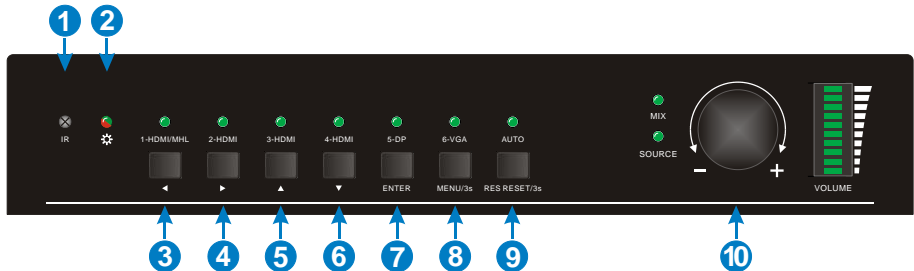 1 2
MIX
IR 1-HDMI/MHL 2-HDMI 3-HDMI 4-HDMI 5-DP 6-VGA AUTO
SOURCE
− +
ENTER MENU/3s RES RESET/3s VOLUME
3 4 5 6 7 8 9 10